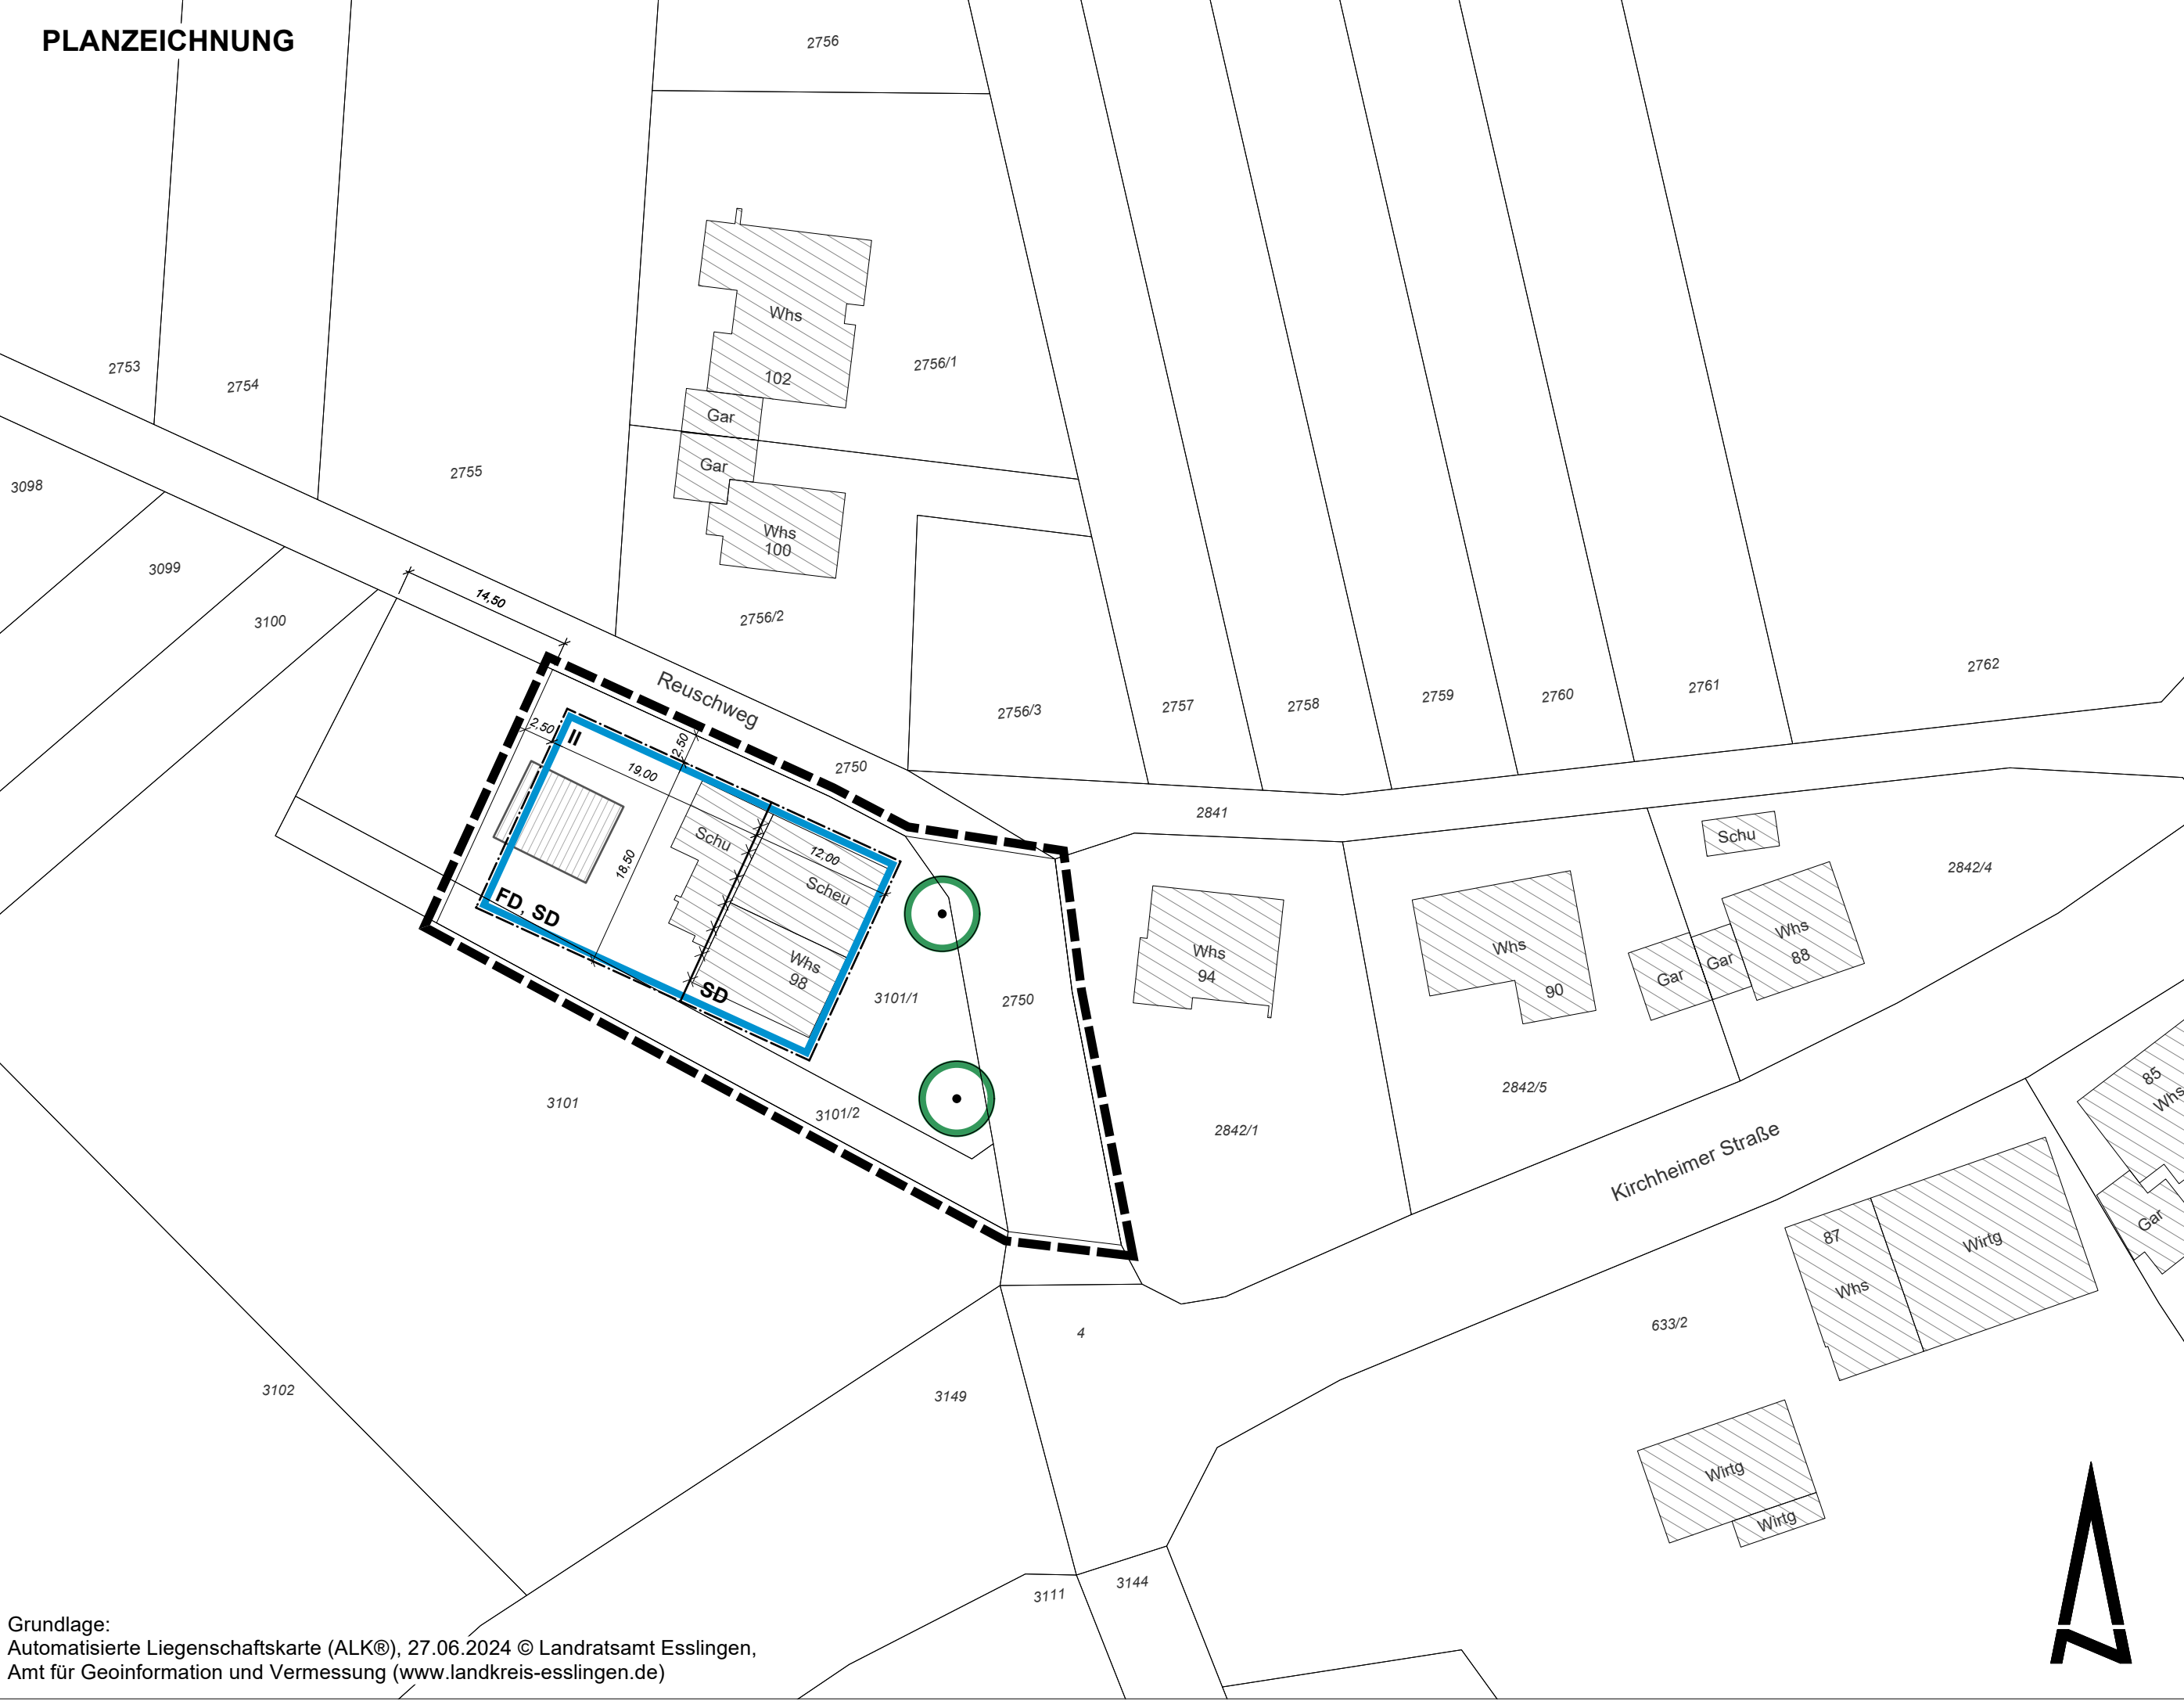 PLANZEICHNUNG
2756
2753
2754
2755
Whs
102
2756/1
Gar
Gar
Whs
100
3098
3099
3100
14,50
2756/2
Reuschweg
2750
2756/3
2757
2758
2759
2760
2761
2762
2841
2,50
II
2,50
19,00
Schu
18,50
12,00
Scheu
FD, SD
Whs
98
SD
3101/1
2750
Whs
94
Whs
90
Schu
2842/4
Gar
Gar
Whs
88
3101
3101/2
2842/1
2842/5
Kirchheimer Straße
85
Whs
Gar
87
Whs
Wirtg
633/2
4
3102
3149
Wirtg
Wirtg
3111
3144
Grundlage:
Automatisierte Liegenschaftskarte (ALK®), 27.06.2024 © Landratsamt Esslingen,
Amt für Geoinformation und Vermessung (www.landkreis-esslingen.de)